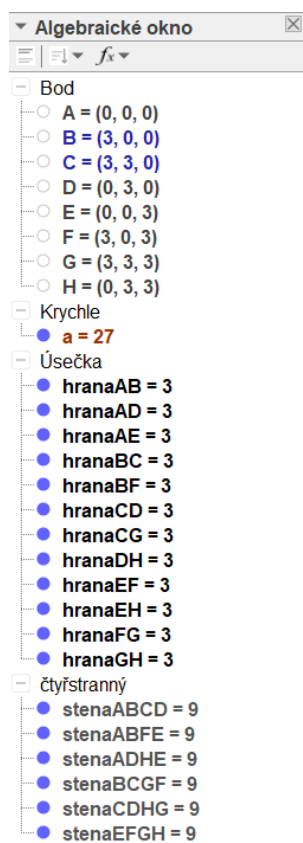 Algebraické okno
fx
Bod
A = (0, 0, 0)
B = (3, 0, 0)
C = (3, 3, 0)
D = (0, 3, 0)
E = (0, 0, 3)
F = (3, 0, 3)
G = (3, 3, 3)
H = (0, 3, 3)
Krychle
a = 27
Úsečka
hranaAB = 3
hranaAD = 3
hranaAE = 3
hranaBC = 3
hranaBF = 3
hranaCD = 3
hranaCG = 3
hranaDH = 3
hranaEF = 3
hranaEH = 3
hranaFG = 3
hranaGH = 3
čtyřstranný
stenaABCD = 9
stenaABFE = 9
stenaADHE = 9
stenaBCGF = 9
stenaCDHG = 9
stenaEFGH = 9